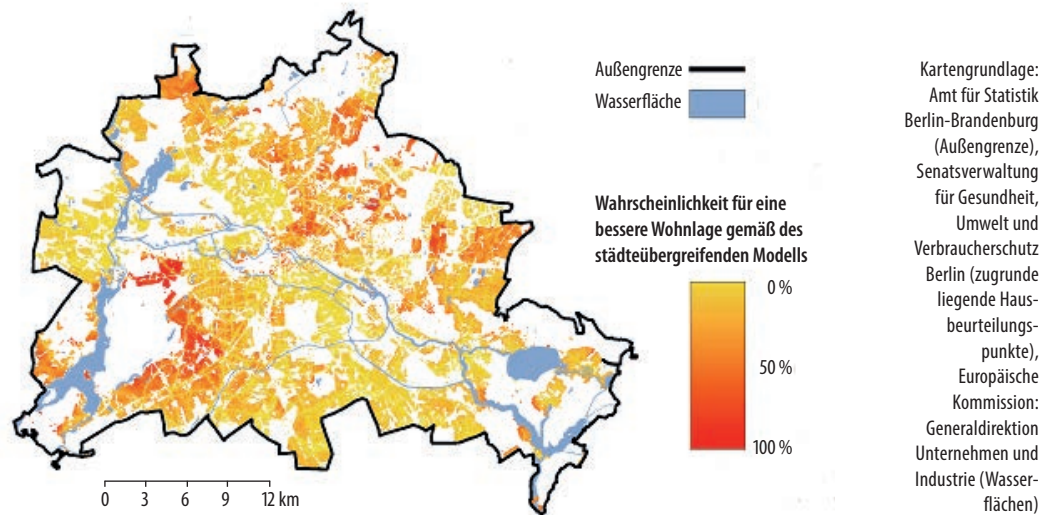 Außengrenze
Wasserfläche
Wahrscheinlichkeit für eine
bessere Wohnlage gemäß des
städteübergreifenden Modells
0 %
50 %
100 %
0 3 6 9 12 km
Kartengrundlage:
Amt für Statistik
Berlin-Brandenburg
(Außengrenze),
Senatsverwaltung
für Gesundheit,
Umwelt und
Verbraucherschutz
Berlin (zugrunde
liegende Haus-
beurteilungs-
punkte),
Europäische
Kommission:
Generaldirektion
Unternehmen und
Industrie (Wasser-
flächen)